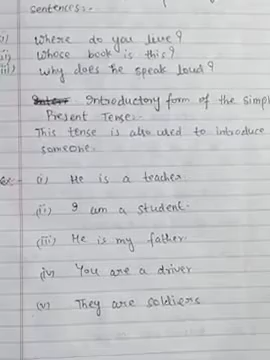 sentences:-
i) Where do you live?
ii) Whose book is this?
iii) Why does he speak loud?
Introductory form of the simpl
Present Tense.
This tense is also used to introduce
someone.
Ex:- (i) He is a teacher.
(ii) I am a student.
(iii) He is my father.
(iv) You are a driver
(v) They are soldiers